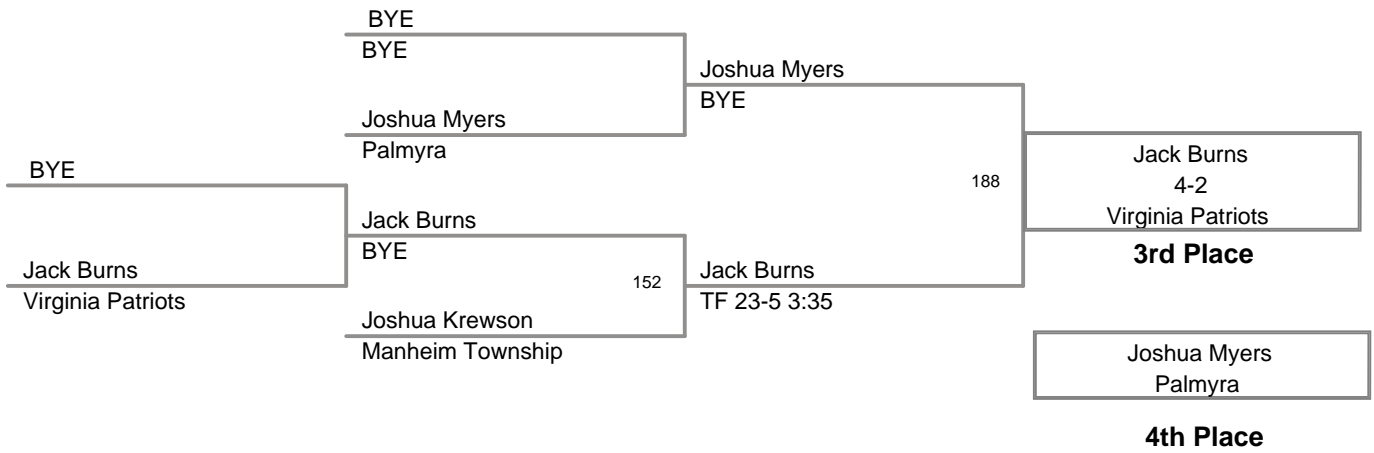 BYE
BYE
Joshua Myers
Palmyra
BYE
Jack Burns
Virginia Patriots
Jack Burns
BYE
Joshua Krewson
Manheim Township
152
Joshua Myers
BYE
Jack Burns
TF 23-5 3:35
188
Jack Burns
4-2
Virginia Patriots
3rd Place
Joshua Myers
Palmyra
4th Place